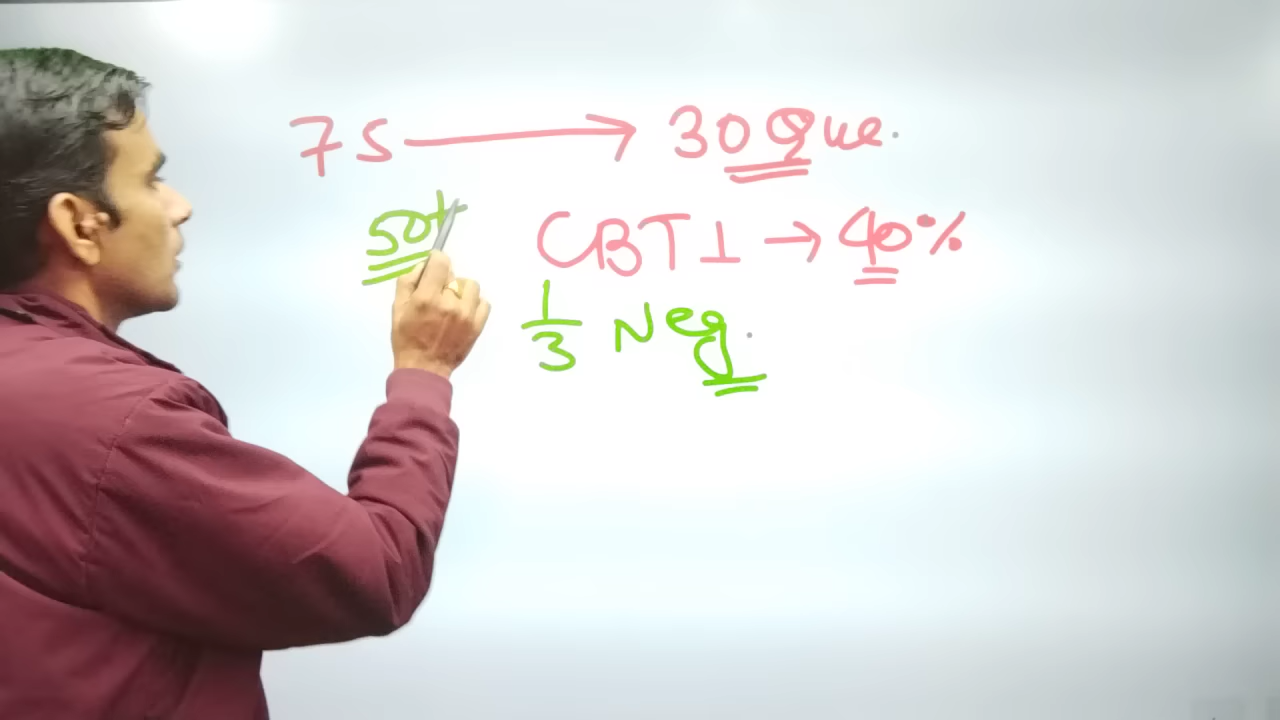 75 → 30 Que.
50+ CBT 1 → 40%
1/3 Neg.